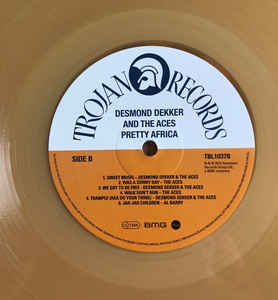 TROJAN RECORDS
DESMOND DEKKER
AND THE ACES
PRETTY AFRICA
SIDE B
TBL1037B
1. SWEET MUSIC - DESMOND DEKKER & THE ACES
2. WAS A SUNNY DAY - THE ACES
3. WE GOT TO BE FREE - DESMOND DEKKER & THE ACES
4. WALK DON'T RUN - THE ACES
5. TRAMPLE (HAS DO YOUR THING) - DESMOND DEKKER & THE ACES
6. JAH JAH CHILDREN - AL BARRY
BMG